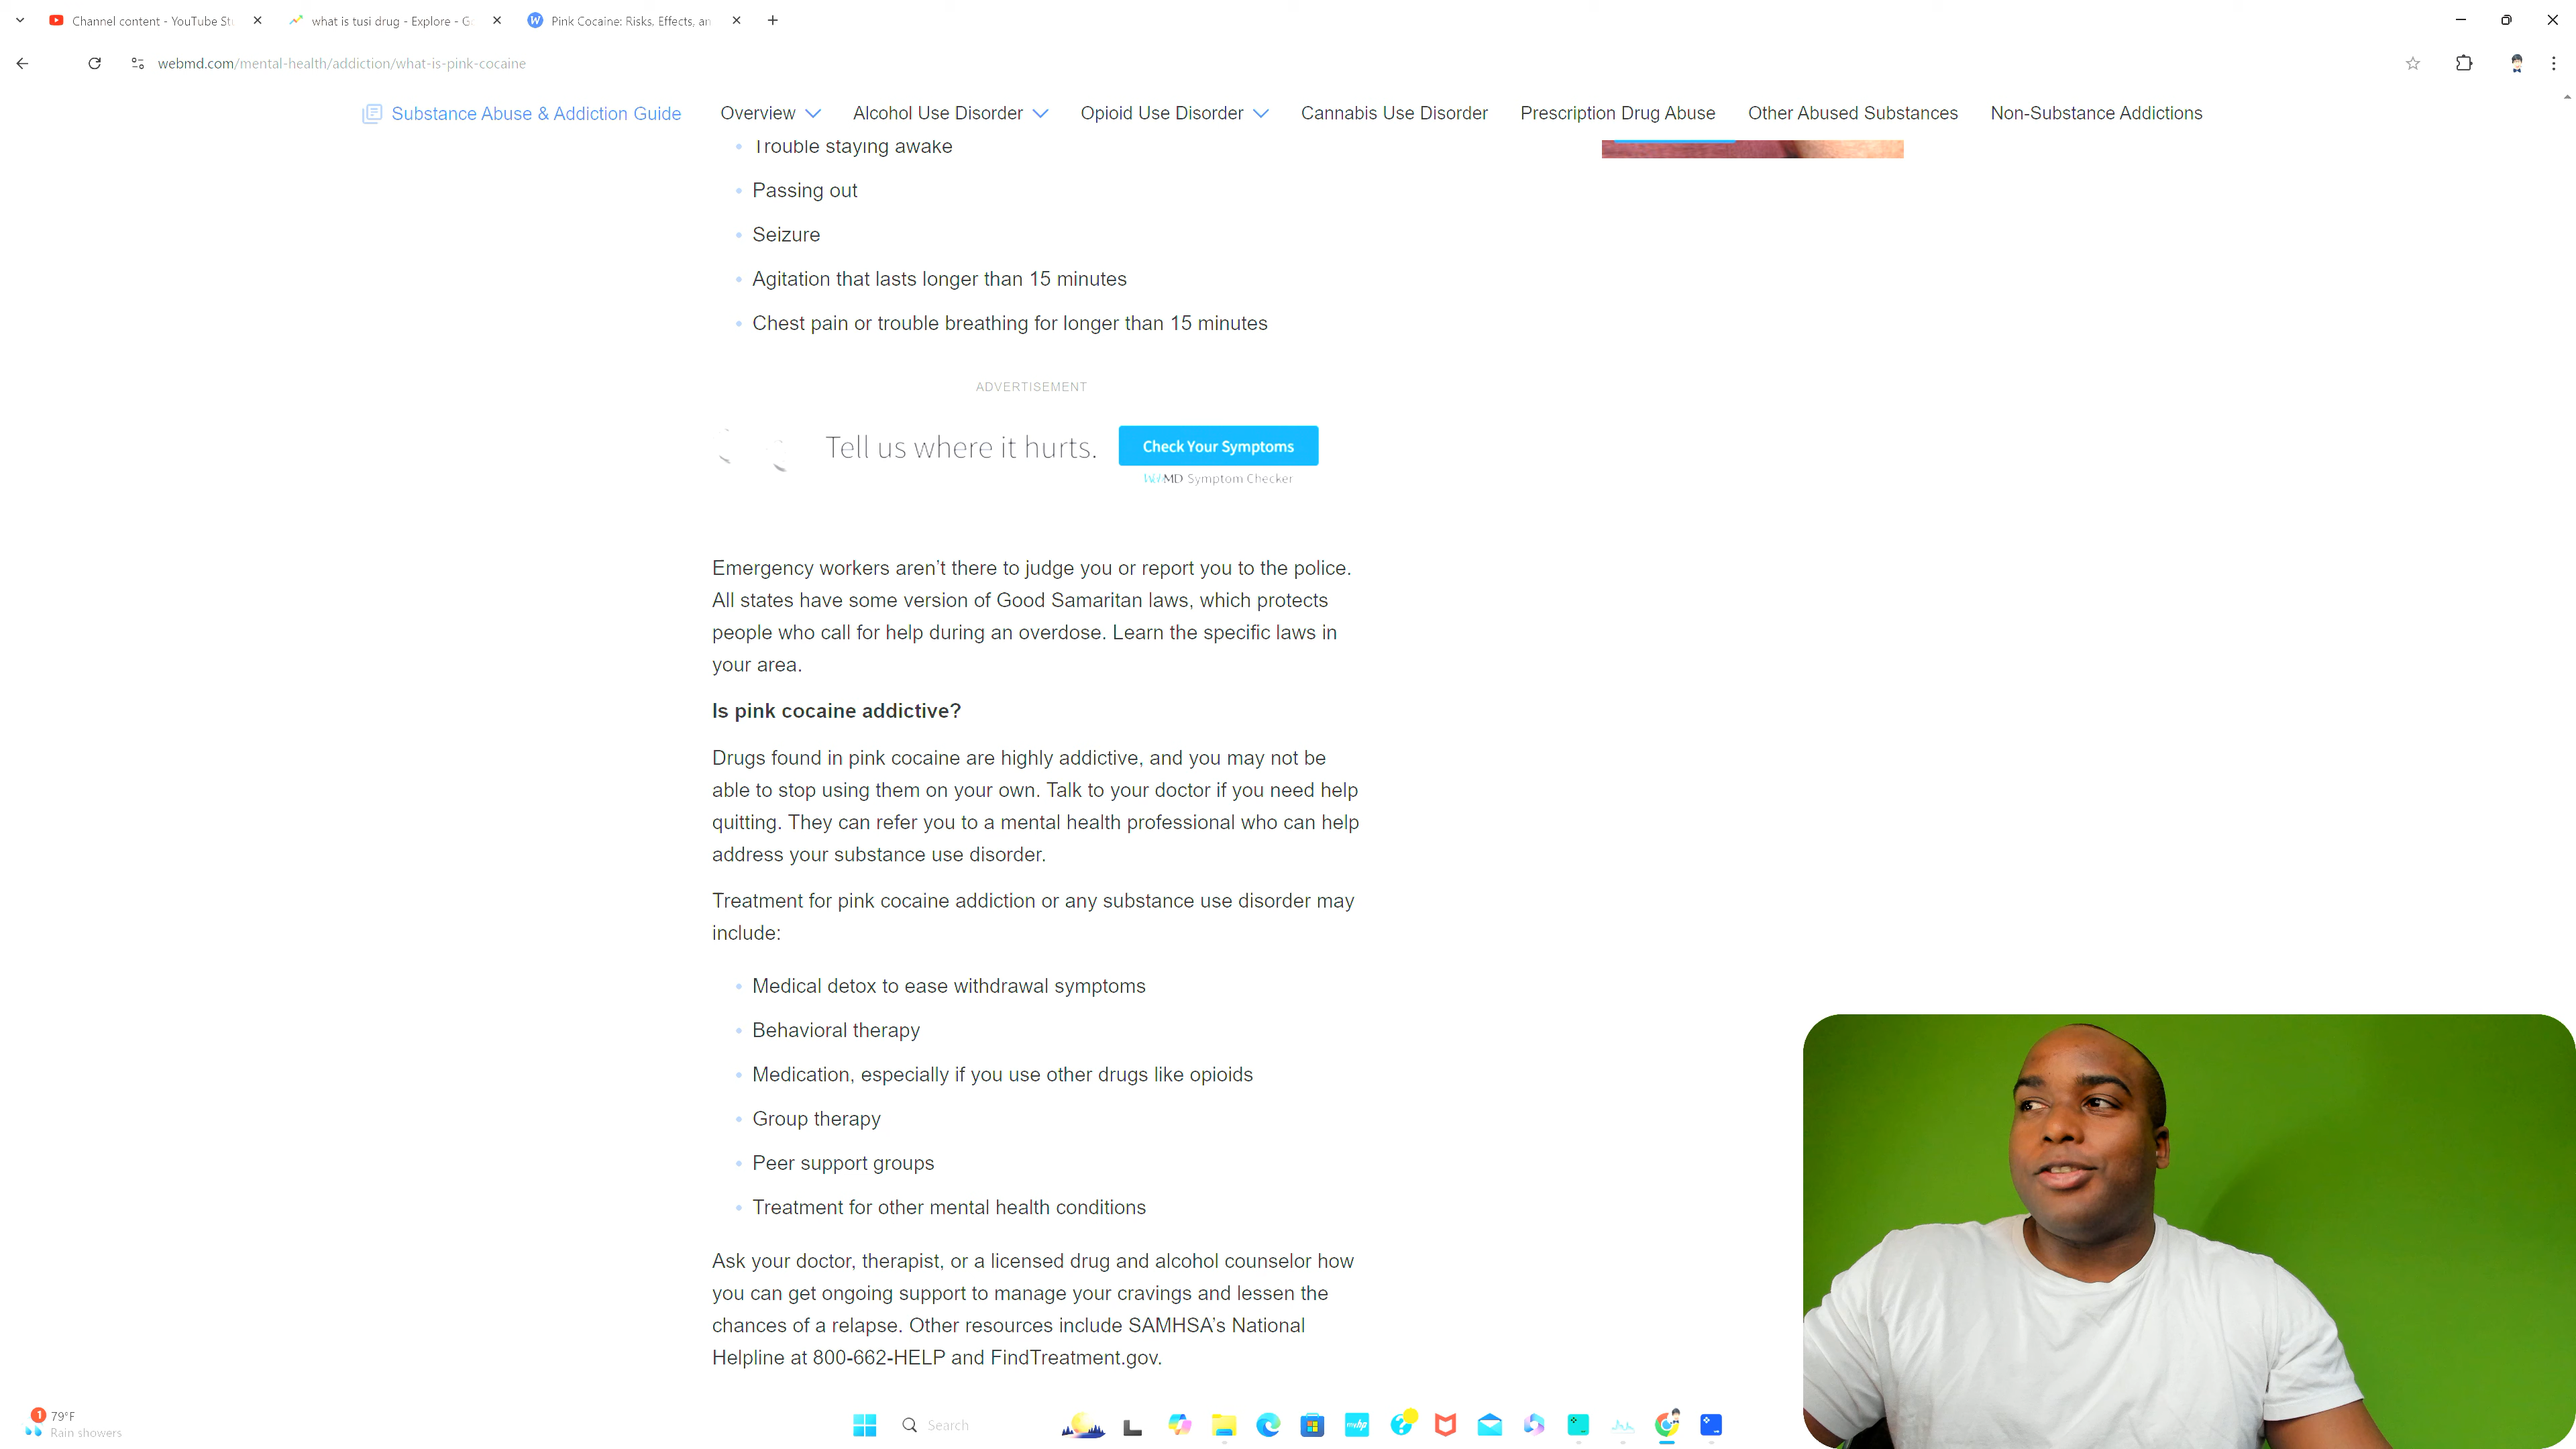 Channel content - YouTube St
what is tusi drug - Explore - G
Pink Cocaine: Risks, Effects, an
webmd.com/mental-health/addiction/what-is-pink-cocaine
Substance Abuse & Addiction Guide
Overview
Alcohol Use Disorder
Opioid Use Disorder
Cannabis Use Disorder
Prescription Drug Abuse
Other Abused Substances
Non-Substance Addictions
Trouble staying awake
Passing out
Seizure
Agitation that lasts longer than 15 minutes
Chest pain or trouble breathing for longer than 15 minutes
ADVERTISEMENT
Tell us where it hurts.
Check Your Symptoms
WebMD Symptom Checker
Emergency workers aren’t there to judge you or report you to the police.
All states have some version of Good Samaritan laws, which protects
people who call for help during an overdose. Learn the specific laws in
your area.
Is pink cocaine addictive?
Drugs found in pink cocaine are highly addictive, and you may not be
able to stop using them on your own. Talk to your doctor if you need help
quitting. They can refer you to a mental health professional who can help
address your substance use disorder.
Treatment for pink cocaine addiction or any substance use disorder may
include:
Medical detox to ease withdrawal symptoms
Behavioral therapy
Medication, especially if you use other drugs like opioids
Group therapy
Peer support groups
Treatment for other mental health conditions
Ask your doctor, therapist, or a licensed drug and alcohol counselor how
you can get ongoing support to manage your cravings and lessen the
chances of a relapse. Other resources include SAMHSA’s National
Helpline at 800-662-HELP and FindTreatment.gov.
1
79°F
Rain showers
Search
myhp